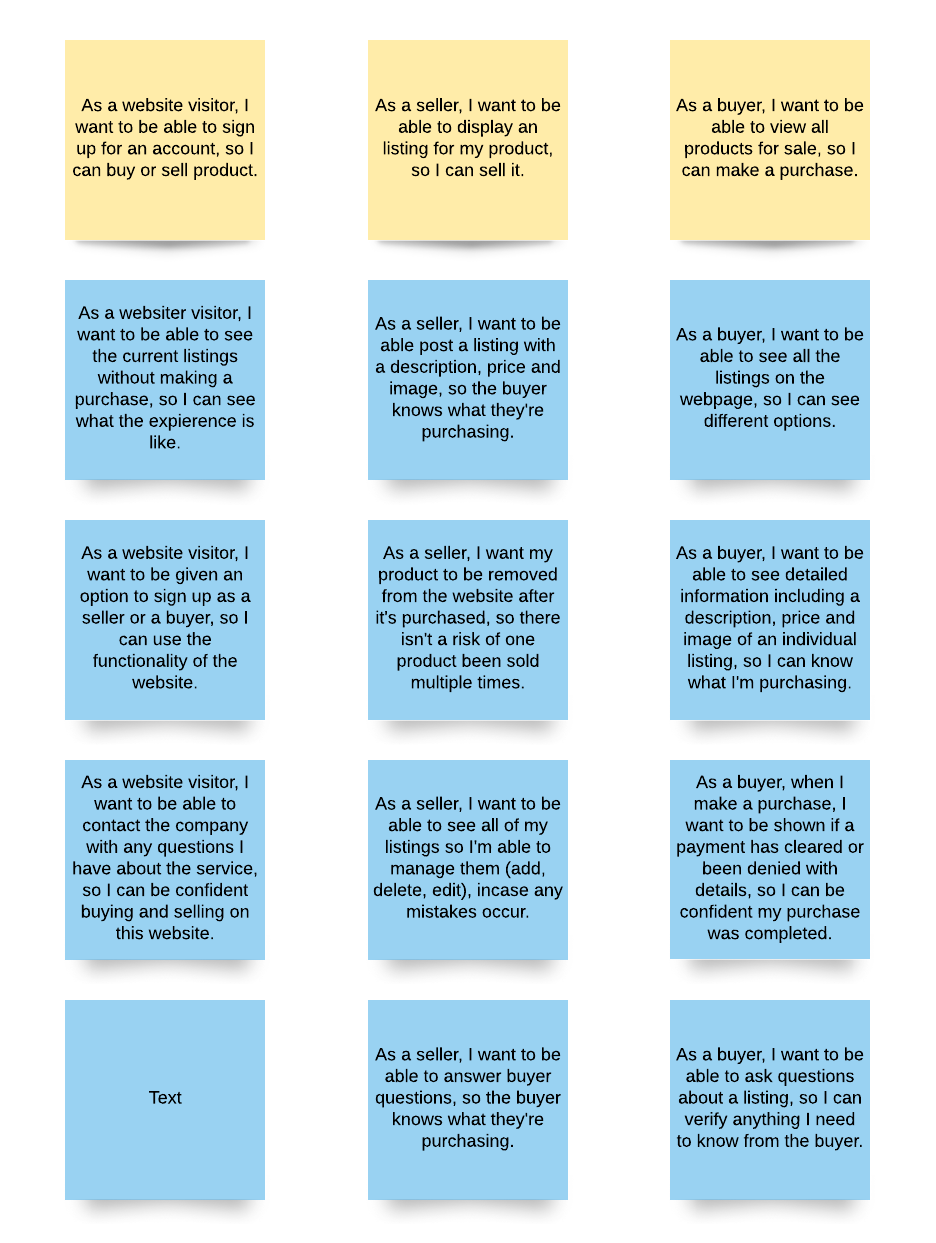 As a website visitor, I
want to be able to sign
up for an account, so I
can buy or sell product.
As a seller, I want to be
able to display an
listing for my product,
so I can sell it.
As a buyer, I want to be
able to view all
products for sale, so I
can make a purchase.
As a websiter visitor, I
want to be able to see
the current listings
without making a
purchase, so I can see
what the expierence is
like.
As a seller, I want to be
able post a listing with
a description, price and
image, so the buyer
knows what they're
purchasing.
As a buyer, I want to be
able to see all the
listings on the
webpage, so I can see
different options.
As a website visitor, I
want to be given an
option to sign up as a
seller or a buyer, so I
can use the
functionality of the
website.
As a seller, I want my
product to be removed
from the website after
it's purchased, so there
isn't a risk of one
product been sold
multiple times.
As a buyer, I want to be
able to see detailed
information including a
description, price and
image of an individual
listing, so I can know
what I'm purchasing.
As a website visitor, I
want to be able to
contact the company
with any questions I
have about the service,
so I can be confident
buying and selling on
this website.
As a seller, I want to be
able to see all of my
listings so I'm able to
manage them (add,
delete, edit), incase any
mistakes occur.
As a buyer, when I
make a purchase, I
want to be shown if a
payment has cleared or
been denied with
details, so I can be
confident my purchase
was completed.
Text
As a seller, I want to be
able to answer buyer
questions, so the buyer
knows what they're
purchasing.
As a buyer, I want to be
able to ask questions
about a listing, so I can
verify anything I need
to know from the buyer.